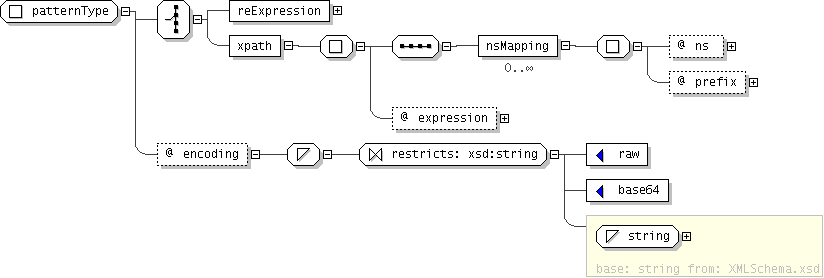 patternType
reExpression
xpath
nsMapping
0..∞
@ ns
@ prefix
@ expression
@ encoding
restricts: xsd:string
raw
base64
string
base: string from: XMLSchema.xsd